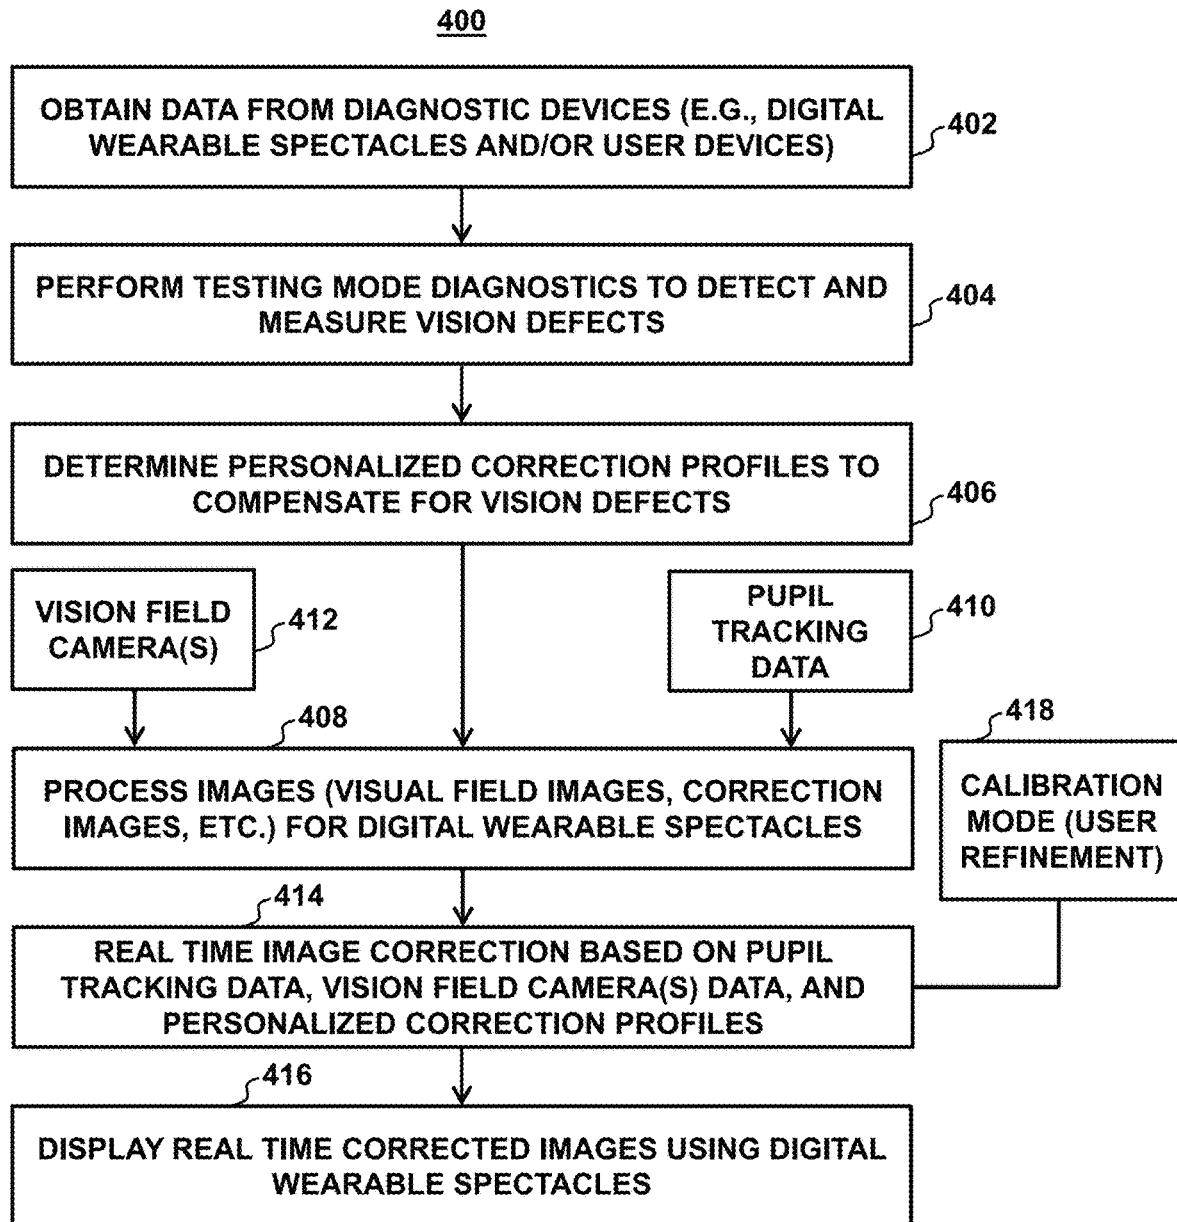 400
OBTAIN DATA FROM DIAGNOSTIC DEVICES (E.G., DIGITAL
WEARABLE SPECTACLES AND/OR USER DEVICES)
402
PERFORM TESTING MODE DIAGNOSTICS TO DETECT AND
MEASURE VISION DEFECTS
404
DETERMINE PERSONALIZED CORRECTION PROFILES TO
COMPENSATE FOR VISION DEFECTS
406
VISION FIELD
CAMERA(S)
412
PUPIL
TRACKING
DATA
410
408
PROCESS IMAGES (VISUAL FIELD IMAGES, CORRECTION
IMAGES, ETC.) FOR DIGITAL WEARABLE SPECTACLES
418
CALIBRATION
MODE (USER
REFINEMENT)
414
REAL TIME IMAGE CORRECTION BASED ON PUPIL
TRACKING DATA, VISION FIELD CAMERA(S) DATA, AND
PERSONALIZED CORRECTION PROFILES
416
DISPLAY REAL TIME CORRECTED IMAGES USING DIGITAL
WEARABLE SPECTACLES